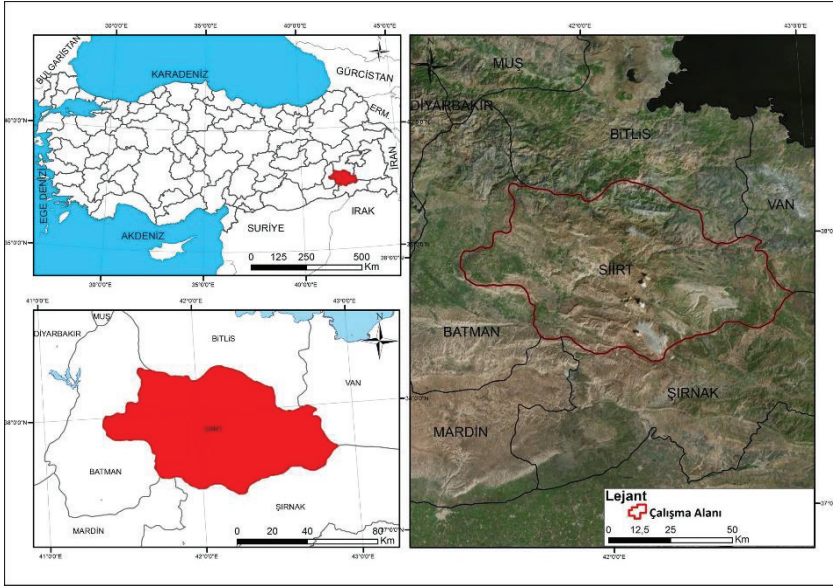 35°0'0"E
40°0'0"E
45°0'0"E
BULGARİSTAN
KARADENİZ
GÜRCİSTAN
ERM.
40°0'0"N
İRAN
EGE DENİZİ
AKDENİZ
SURİYE
IRAK
35°0'0"N
0 125 250 500
Km
35°0'0"E
40°0'0"E
41°0'0"E
42°0'0"E
43°0'0"E
DİYARBAKIR
MUŞ
BİTLİS
N
VAN
38°0'0"N
SİİRT
BATMAN
ŞIRNAK
MARDİN
0 20 40 80
Km
41°0'0"E
42°0'0"E
43°0'0"E
42°0'0"E
43°0'0"E
MUŞ
DİYARBAKIR
BİTLİS
VAN
38°0'0"N
SİİRT
BATMAN
ŞIRNAK
MARDİN
37°0'0"N
Lejant
Çalışma Alanı
0 12,5 25 50
Km
42°0'0"E